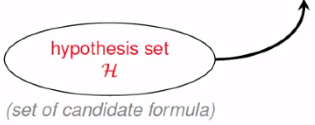 hypothesis set
ℋ
(set of candidate formula)